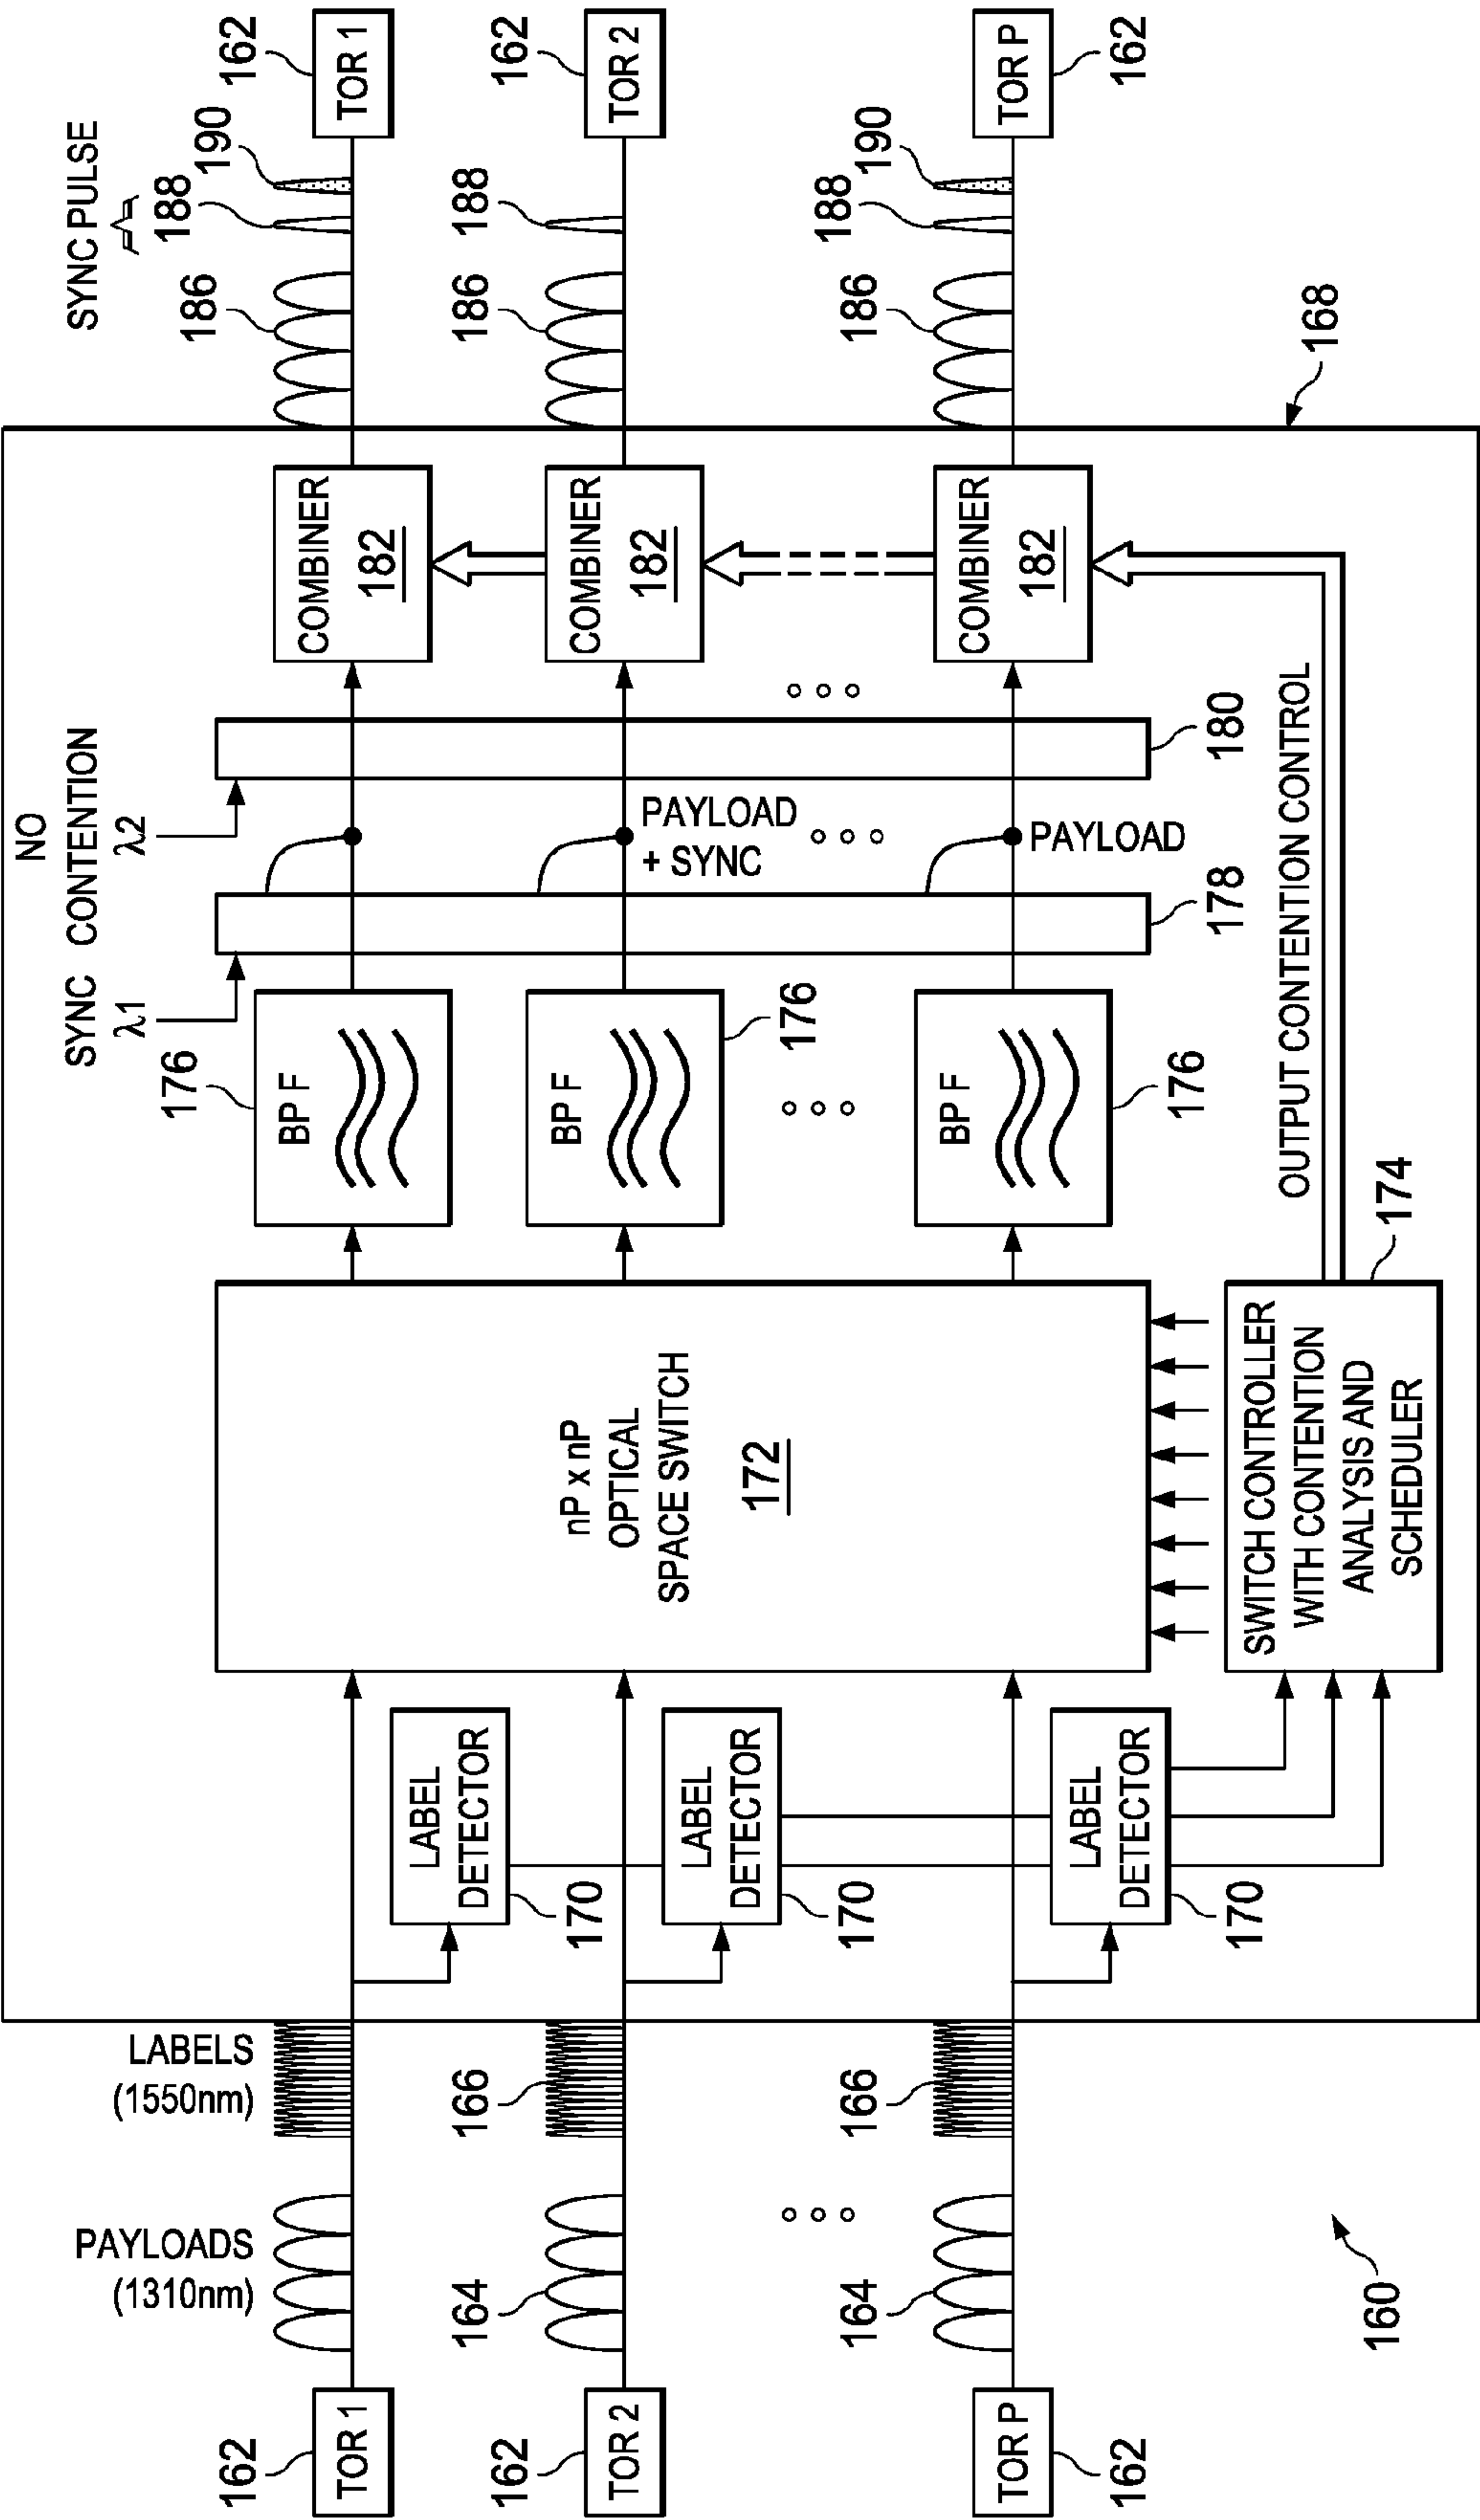 TOR 1
162
TOR 2
162
TOR P
162
PAYLOADS
(1310nm)
164
164
160
LABELS
(1550nm)
166
166
LABEL
DETECTOR
170
LABEL
DETECTOR
170
LABEL
DETECTOR
170
nP x nP
OPTICAL
SPACE SWITCH
172
SWITCH CONTROLLER
WITH CONTENTION
ANALYSIS AND
SCHEDULER
174
BP F
176
BP F
176
BP F
176
SYNC
λ1
NO
CONTENTION
λ2
178
PAYLOAD
+ SYNC
PAYLOAD
180
OUTPUT CONTENTION CONTROL
COMBINER
182
COMBINER
182
COMBINER
182
168
SYNC PULSE
186
188
190
186
188
186
188
190
TOR 1
162
TOR 2
162
TOR P
162